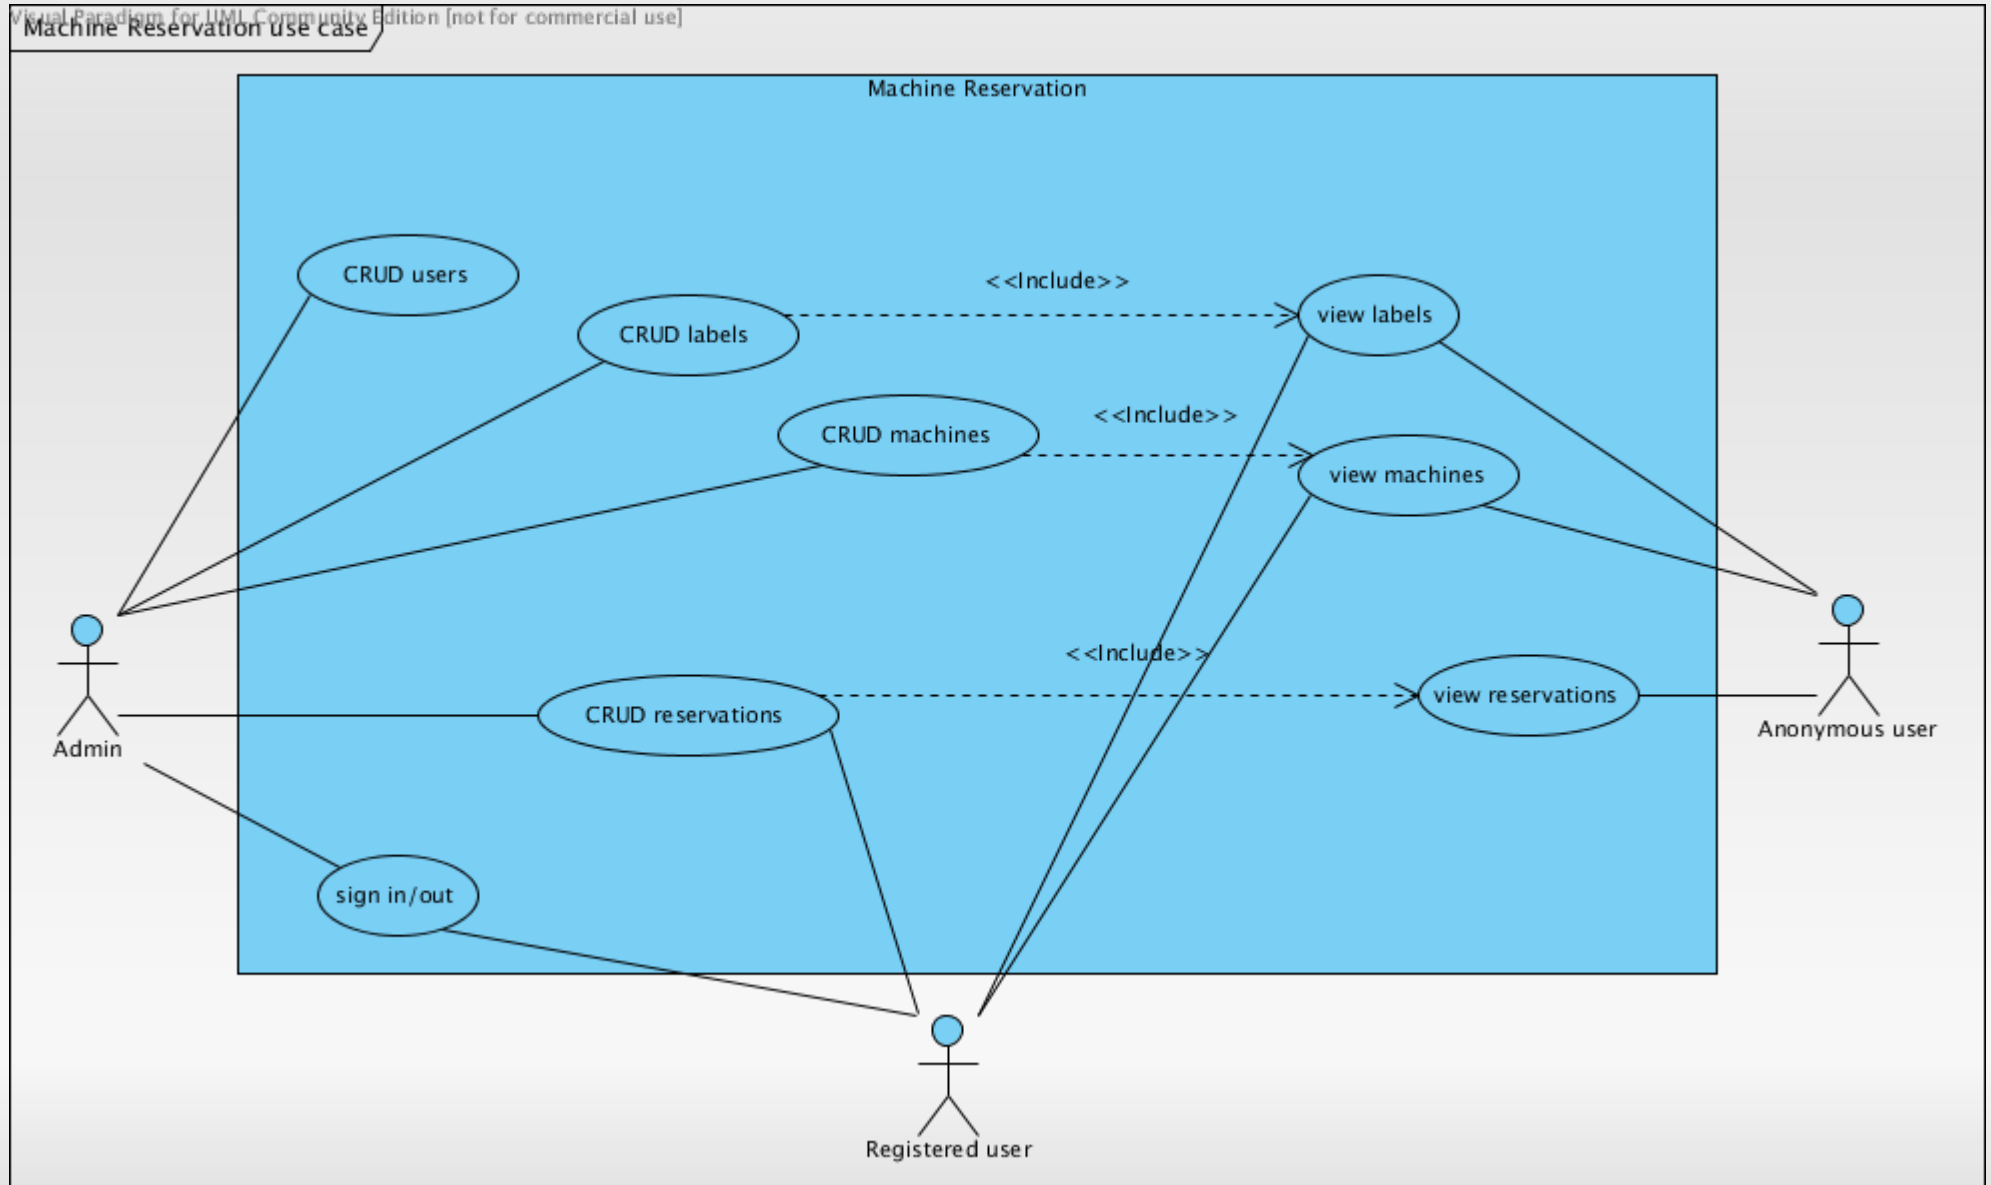 Visual Paradigm for UML Community Edition [not for commercial use]
Machine Reservation use case
Machine Reservation
CRUD users
<<Include>>
CRUD labels
view labels
<<Include>>
CRUD machines
view machines
<<Include>>
CRUD reservations
view reservations
Admin
Anonymous user
sign in/out
Registered user